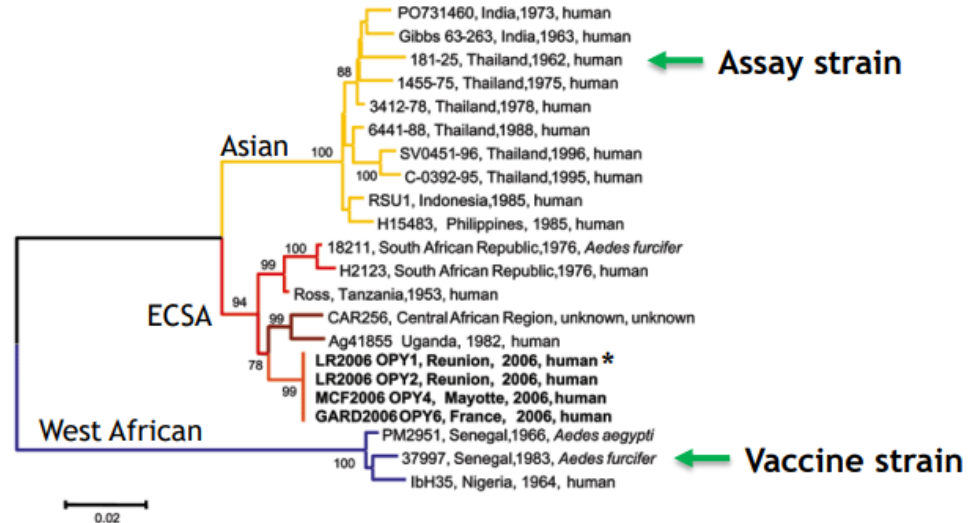 PO731460, India,1973, human
Gibbs 63-263, India,1963, human
181-25, Thailand,1962, human
Assay strain
88
1455-75, Thailand,1975, human
3412-78, Thailand,1978, human
6441-88, Thailand,1988, human
Asian
100
SV0451-96, Thailand,1996, human
100
C-0392-95, Thailand,1995, human
RSU1, Indonesia,1985, human
H15483, Philippines, 1985, human
100
18211, South African Republic,1976, Aedes furcifer
99
H2123, South African Republic,1976, human
94
Ross, Tanzania,1953, human
ECSA
99
CAR256, Central African Region, unknown, unknown
Ag41855 Uganda, 1982, human
78
LR2006 OPY1, Reunion, 2006, human *
LR2006 OPY2, Reunion, 2006, human
99
MCF2006 OPY4, Mayotte, 2006, human
GARD2006 OPY6, France, 2006, human
West African
PM2951, Senegal,1966, Aedes aegypti
100
37997, Senegal,1983, Aedes furcifer
Vaccine strain
IbH35, Nigeria, 1964, human
0.02